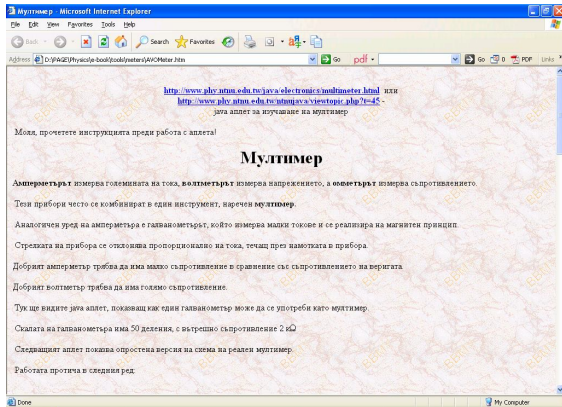 Мултимер - Microsoft Internet Explorer
File Edit View Favorites Tools Help
Back Search Favorites
Address D:\PAGE\Physics\e-book\tools\meters\AVOMeter.htm Go pdf Go 0 PDF Links
http://www.phy.ntnu.edu.tw/java/electronics/multimeter.html или
http://www.phy.ntnu.edu.tw/ntnujava/viewtopic.php?t=45 -
java аплет за изучаване на мултимер
Моля, прочетете инструкцията преди работа с аплета!
Мултимер
Амперметърът измерва големината на тока, волтметърът измерва напрежението, а омметърът измерва съпротивлението.
Тези прибори често се комбинират в един инструмент, наречен мултимер.
Аналогичен уред на амперметъра е галванометърът, който измерва малки токове и се реализира на магнитен принцип.
Стрелката на прибора се отклонява пропорционално на тока, течащ през намотката в прибора.
Добрият амперметър трябва да има малко съпротивление в сравнение със съпротивлението на веригата.
Добрият волтметър трябва да има голямо съпротивление.
Тук ще видите java аплет, показващ как един галванометър може да се употреби като мултимер.
Скалата на галванометъра има 50 деления, с вътрешно съпротивление 2 кΩ
Следващият аплет показва опростена версия на схема на реален мултимер.
Работата протича в следния ред:
Done My Computer